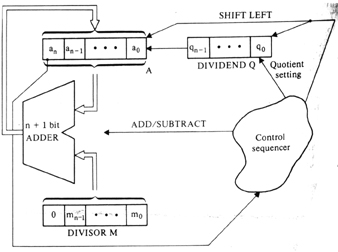 SHIFT LEFT
aₙ aₙ₋₁ • • • a₀ qₙ₋₁ • • • q₀
A DIVIDEND Q Quotient
setting
n + 1 bit
ADDER
ADD/SUBTRACT
Control
sequencer
0 mₙ₋₁ • • • m₀
DIVISOR M